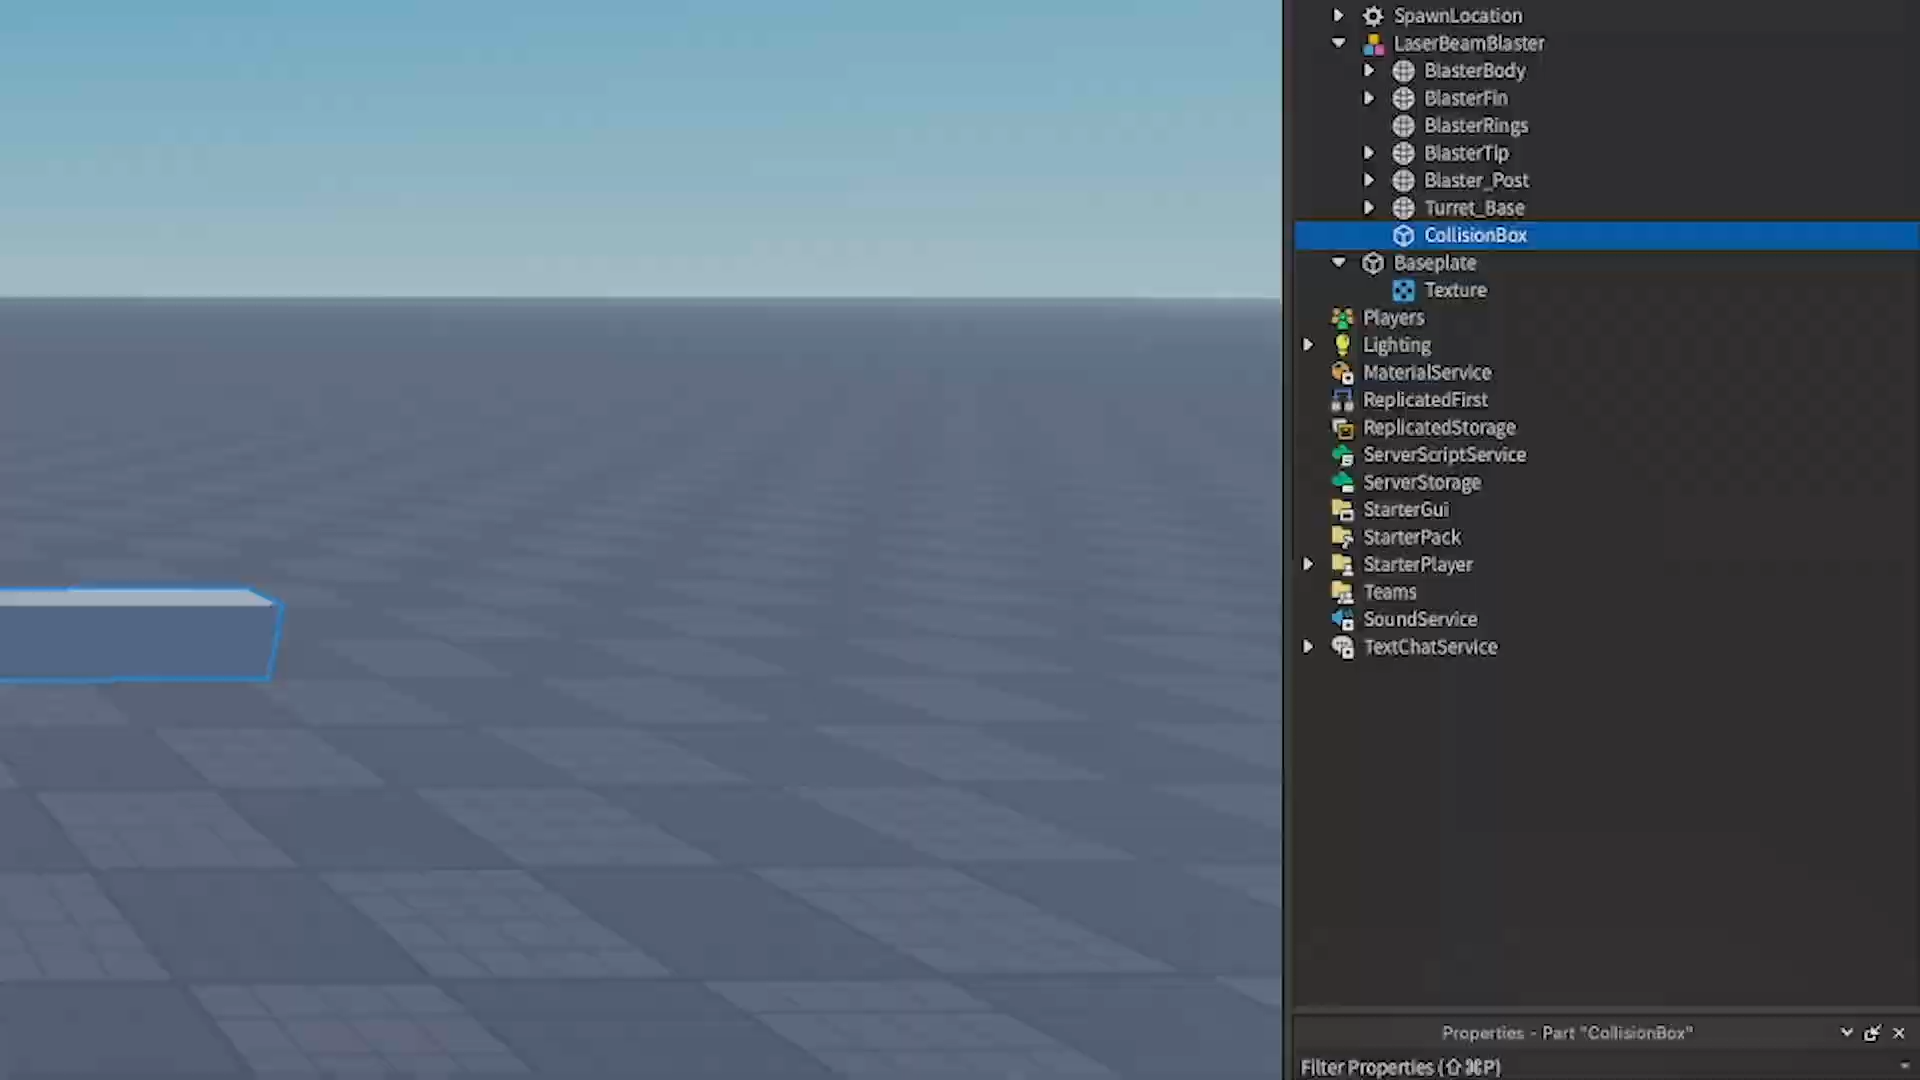 SpawnLocation
LaserBeamBlaster
BlasterBody
BlasterFin
BlasterRings
BlasterTip
Blaster_Post
Turret_Base
CollisionBox
Baseplate
Texture
Players
Lighting
MaterialService
ReplicatedFirst
ReplicatedStorage
ServerScriptService
ServerStorage
StarterGui
StarterPack
StarterPlayer
Teams
SoundService
TextChatService
Properties - Part "CollisionBox"
Filter Properties (⇧⌘P)